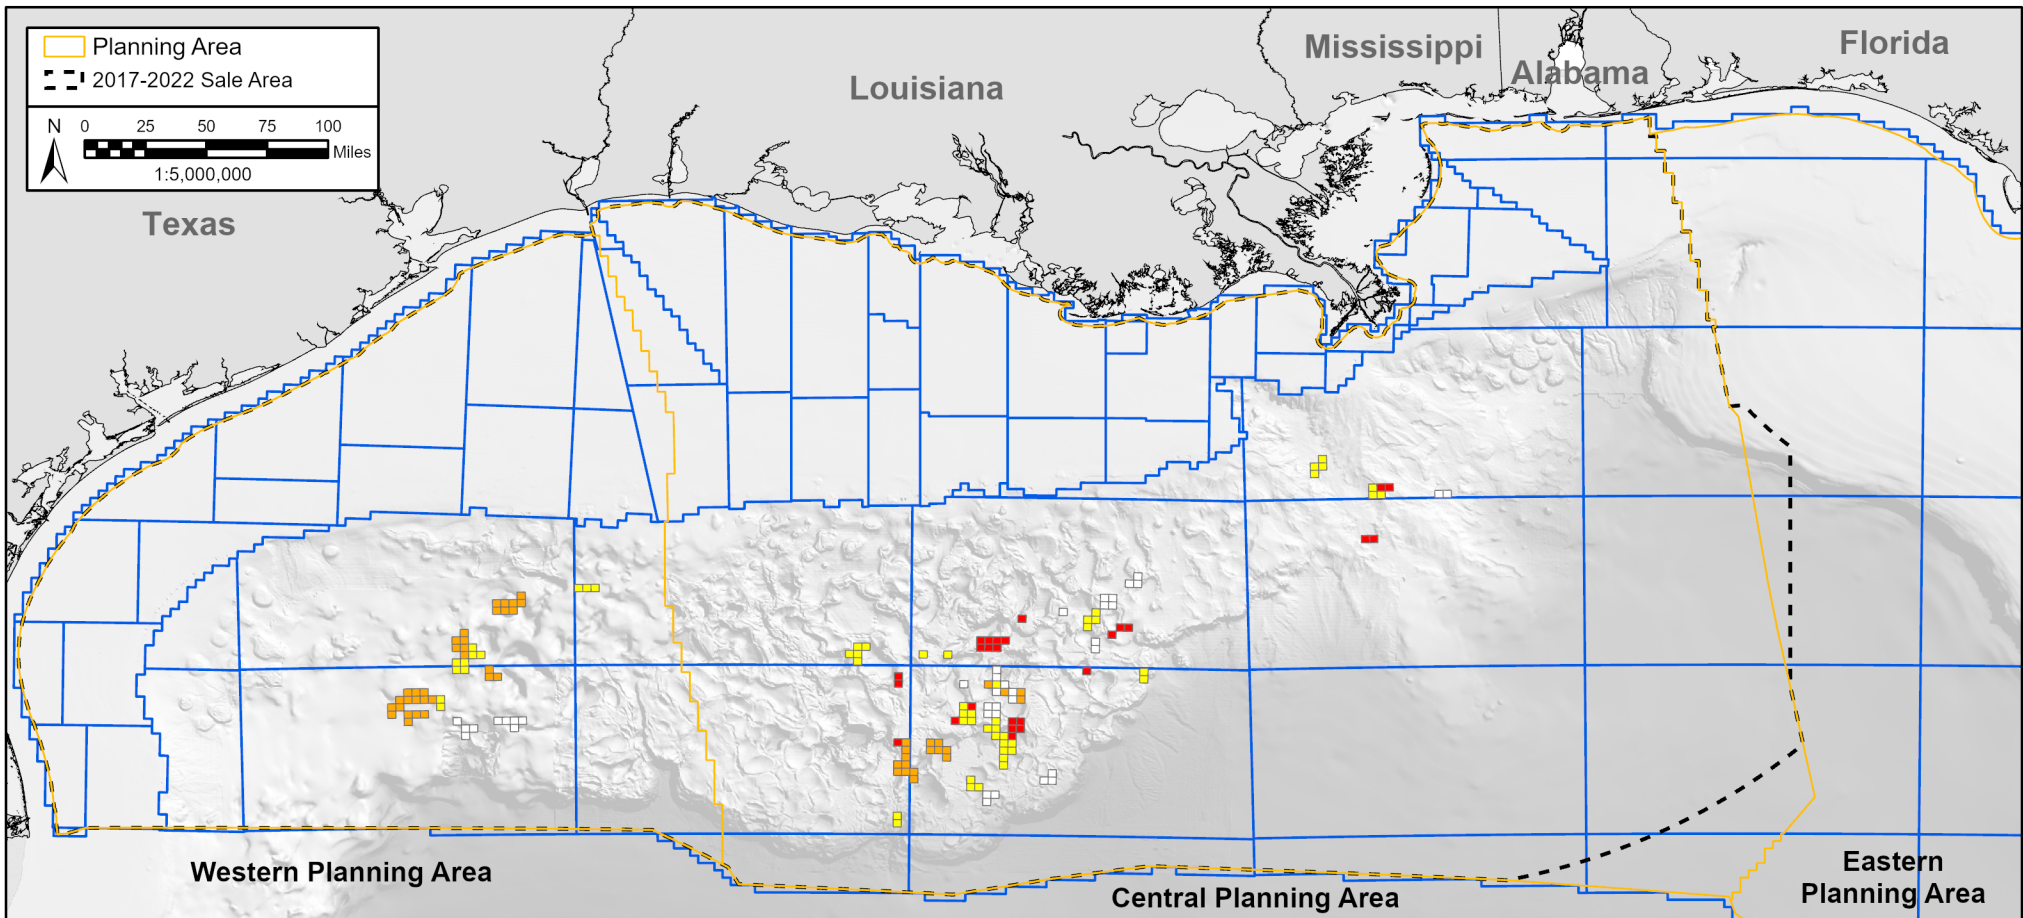 Planning Area
2017-2022 Sale Area
N 0 25 50 75 100
Miles
1:5,000,000
Texas
Louisiana
Mississippi
Alabama
Florida
Western Planning Area
Central Planning Area
Eastern
Planning Area